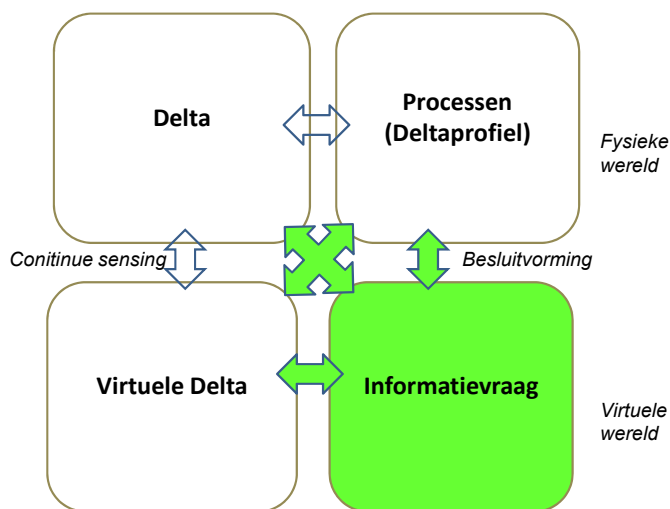 Delta
Processen
(Deltaprofiel)
Fysieke
wereld
Conitinue sensing
Besluitvorming
Virtuele Delta
Informatievraag
Virtuele
wereld